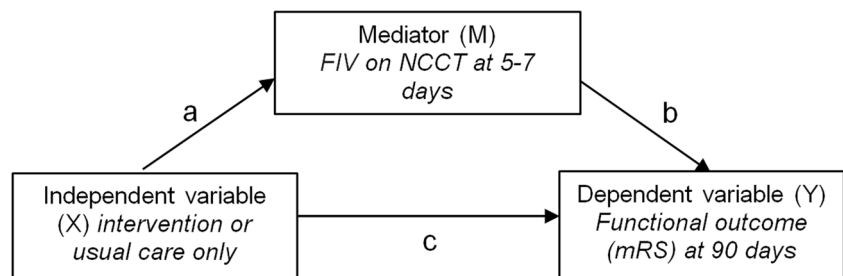 Mediator (M)
FIV on NCCT at 5-7
days
a
b
Independent variable
(X) intervention or
usual care only
c
Dependent variable (Y)
Functional outcome
(mRS) at 90 days